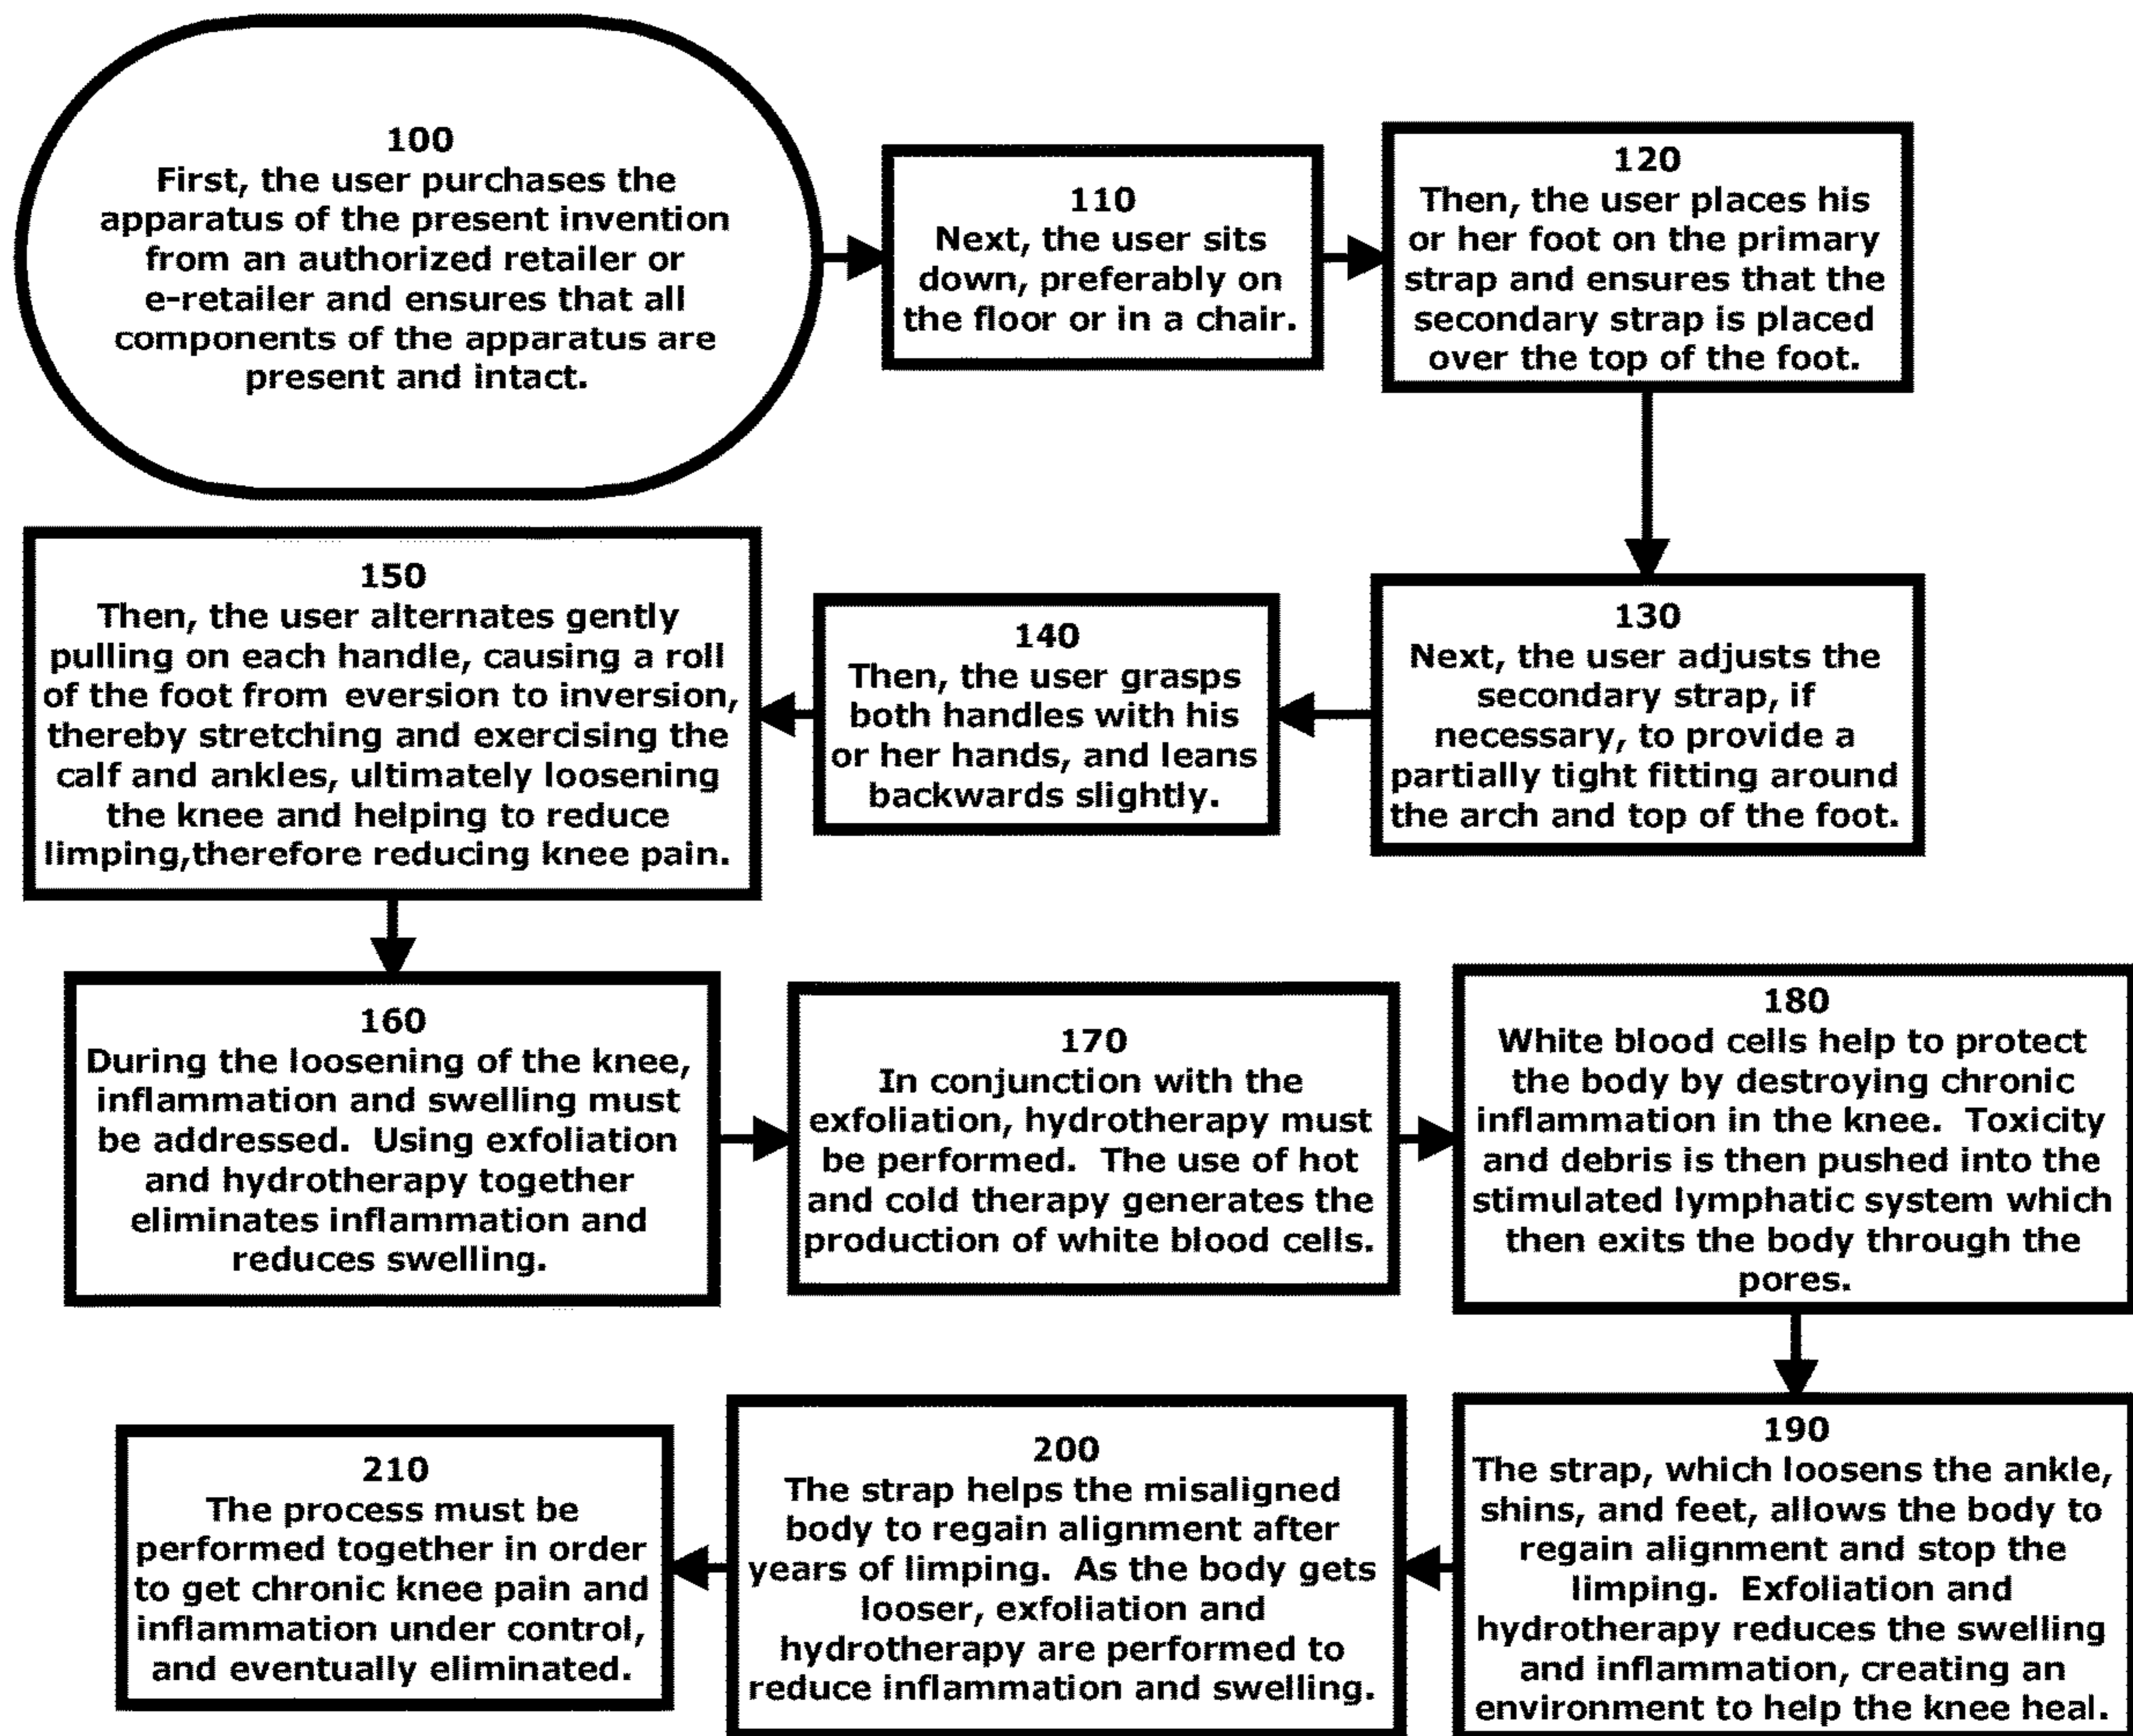 100
First, the user purchases the
apparatus of the present invention
from an authorized retailer or
e-retailer and ensures that all
components of the apparatus are
present and intact.
110
Next, the user sits
down, preferably on
the floor or in a chair.
120
Then, the user places his
or her foot on the primary
strap and ensures that the
secondary strap is placed
over the top of the foot.
130
Next, the user adjusts the
secondary strap, if
necessary, to provide a
partially tight fitting around
the arch and top of the foot.
140
Then, the user grasps
both handles with his
or her hands, and leans
backwards slightly.
150
Then, the user alternates gently
pulling on each handle, causing a roll
of the foot from eversion to inversion,
thereby stretching and exercising the
calf and ankles, ultimately loosening
the knee and helping to reduce
limping,therefore reducing knee pain.
160
During the loosening of the knee,
inflammation and swelling must
be addressed. Using exfoliation
and hydrotherapy together
eliminates inflammation and
reduces swelling.
170
In conjunction with the
exfoliation, hydrotherapy must
be performed. The use of hot
and cold therapy generates the
production of white blood cells.
180
White blood cells help to protect
the body by destroying chronic
inflammation in the knee. Toxicity
and debris is then pushed into the
stimulated lymphatic system which
then exits the body through the
pores.
190
The strap, which loosens the ankle,
shins, and feet, allows the body to
regain alignment and stop the
limping. Exfoliation and
hydrotherapy reduces the swelling
and inflammation, creating an
environment to help the knee heal.
200
The strap helps the misaligned
body to regain alignment after
years of limping. As the body gets
looser, exfoliation and
hydrotherapy are performed to
reduce inflammation and swelling.
210
The process must be
performed together in order
to get chronic knee pain and
inflammation under control,
and eventually eliminated.